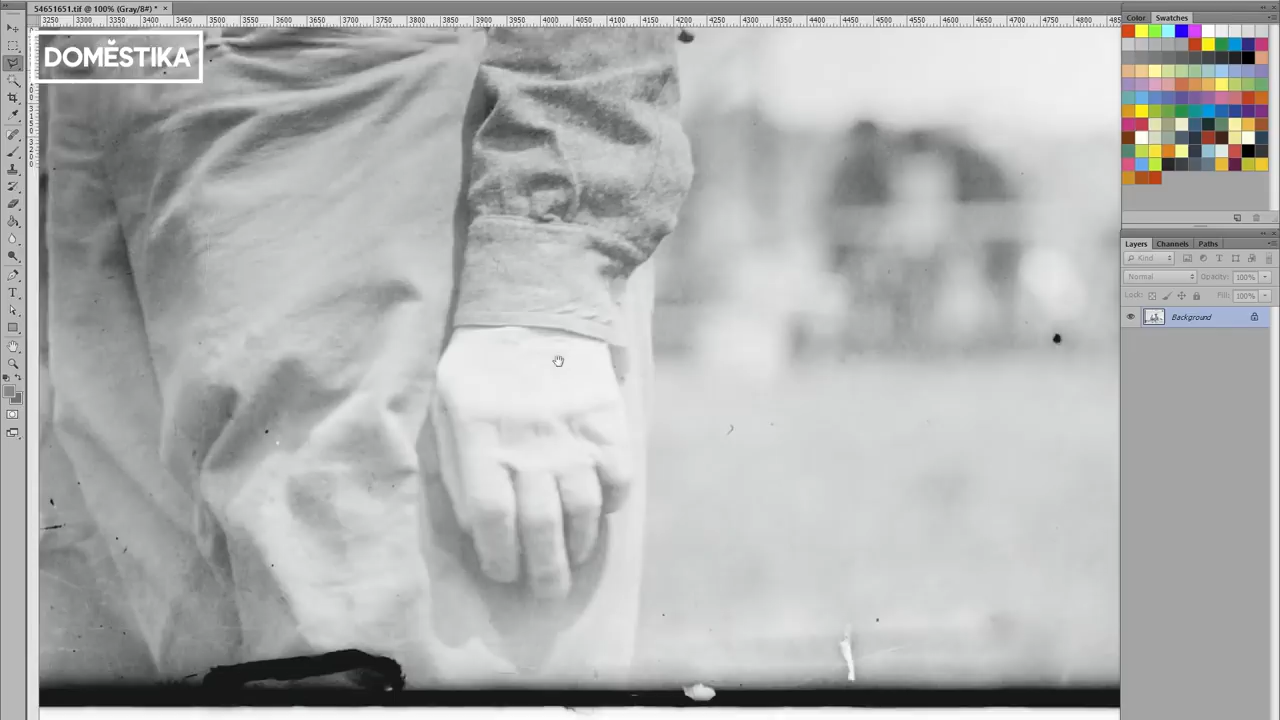 54651651.tif @ 100% (Gray/8#) * ×
3250 3300 3350 3400 3450 3500 3550 3600 3650 3700 3750 3800 3850 3900 3950 4000 4050 4100 4150 4200 4250 4300 4350 4400 4450 4500 4550 4600 4650 4700 4750 4800 485
DOMĚSTIKA
Color Swatches
Layers Channels Paths
Kind
Normal Opacity: 100%
Lock: Fill: 100%
Background